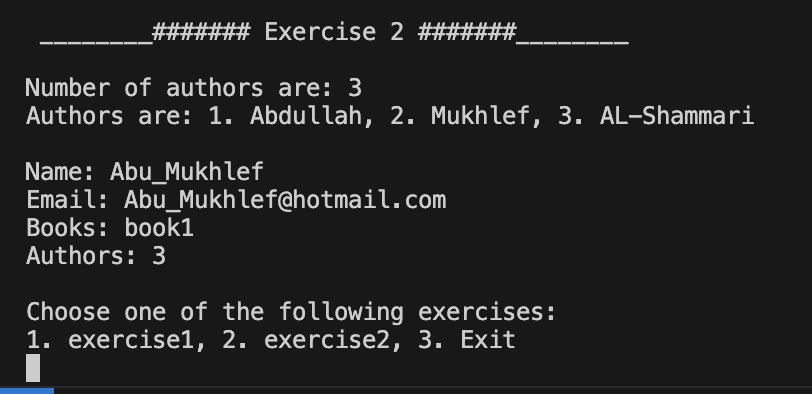 ________####### Exercise 2 #######________
Number of authors are: 3
Authors are: 1. Abdullah, 2. Mukhlef, 3. AL-Shammari
Name: Abu_Mukhlef
Email: Abu_Mukhlef@hotmail.com
Books: book1
Authors: 3
Choose one of the following exercises:
1. exercise1, 2. exercise2, 3. Exit